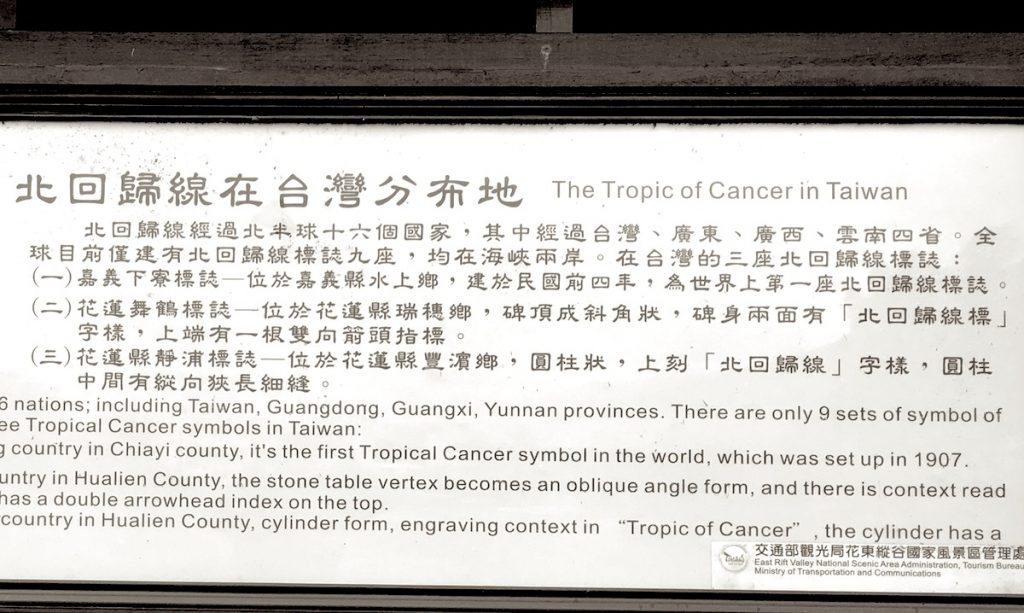 北回歸線在台灣分布地 The Tropic of Cancer in Taiwan
北回歸線經過北半球十六個國家，其中經過台灣、廣東、廣西、雲南四省。全
球目前僅建有北回歸線標誌九座，均在海峽兩岸。在台灣的三座北回歸線標誌：
(一)嘉義下寮標誌—位於嘉義縣水上鄉，建於民國前四年，為世界上第一座北回歸線標誌。
(二)花蓮舞鶴標誌—位於花蓮縣瑞穗鄉，碑頂成斜角狀，碑身兩面有「北回歸線標」
字樣，上端有一根雙向箭頭指標。
(三)花蓮縣靜浦標誌—位於花蓮縣豐濱鄉，圓柱狀，上刻「北回歸線」字樣，圓柱
中間有縱向狹長細縫。
6 nations; including Taiwan, Guangdong, Guangxi, Yunnan provinces. There are only 9 sets of symbol of
ee Tropical Cancer symbols in Taiwan:
g country in Chiayi county, it's the first Tropical Cancer symbol in the world, which was set up in 1907.
untry in Hualien County, the stone table vertex becomes an oblique angle form, and there is context read
has a double arrowhead index on the top.
country in Hualien County, cylinder form, engraving context in “Tropic of Cancer”, the cylinder has a
交通部觀光局花東縱谷國家風景區管理處
East Rift Valley National Scenic Area Administration, Tourism Bureau
Ministry of Transportation and Communications